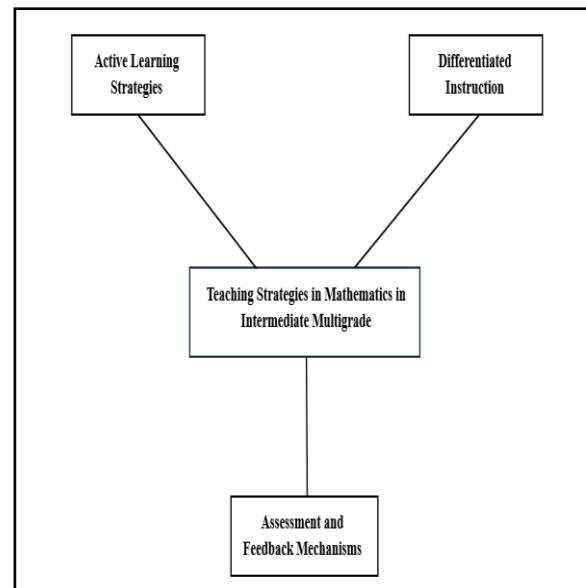 Active Learning
Strategies
Differentiated
Instruction
Teaching Strategies in Mathematics in
Intermediate Multigrade
Assessment and
Feedback Mechanisms